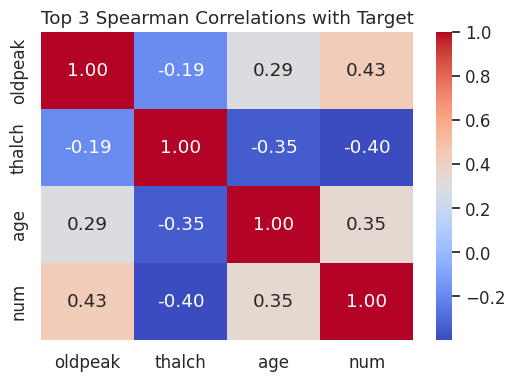 Top 3 Spearman Correlations with Target
oldpeak 1.00 -0.19 0.29 0.43
thalch -0.19 1.00 -0.35 -0.40
age 0.29 -0.35 1.00 0.35
num 0.43 -0.40 0.35 1.00
oldpeak thalch age num
1.0
0.8
0.6
0.4
0.2
0.0
−0.2